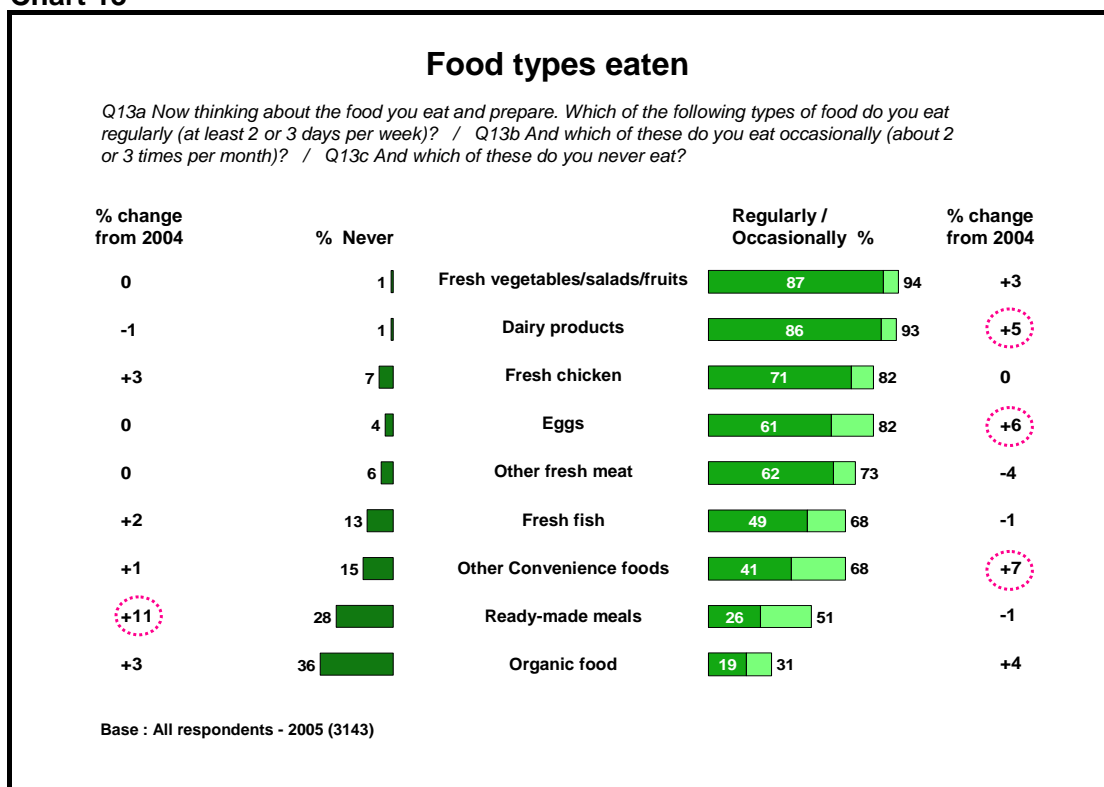 Chart 13
Food types eaten
Q13a Now thinking about the food you eat and prepare. Which of the following types of food do you eat
regularly (at least 2 or 3 days per week)? / Q13b And which of these do you eat occasionally (about 2
or 3 times per month)? / Q13c And which of these do you never eat?
% change Regularly / % change
from 2004 % Never Occasionally % from 2004
0 1 Fresh vegetables/salads/fruits 87 94 +3
-1 1 Dairy products 86 93 +5
+3 7 Fresh chicken 71 82 0
0 4 Eggs 61 82 +6
0 6 Other fresh meat 62 73 -4
+2 13 Fresh fish 49 68 -1
+1 15 Other Convenience foods 41 68 +7
+11 28 Ready-made meals 26 51 -1
+3 36 Organic food 19 31 +4
Base : All respondents - 2005 (3143)